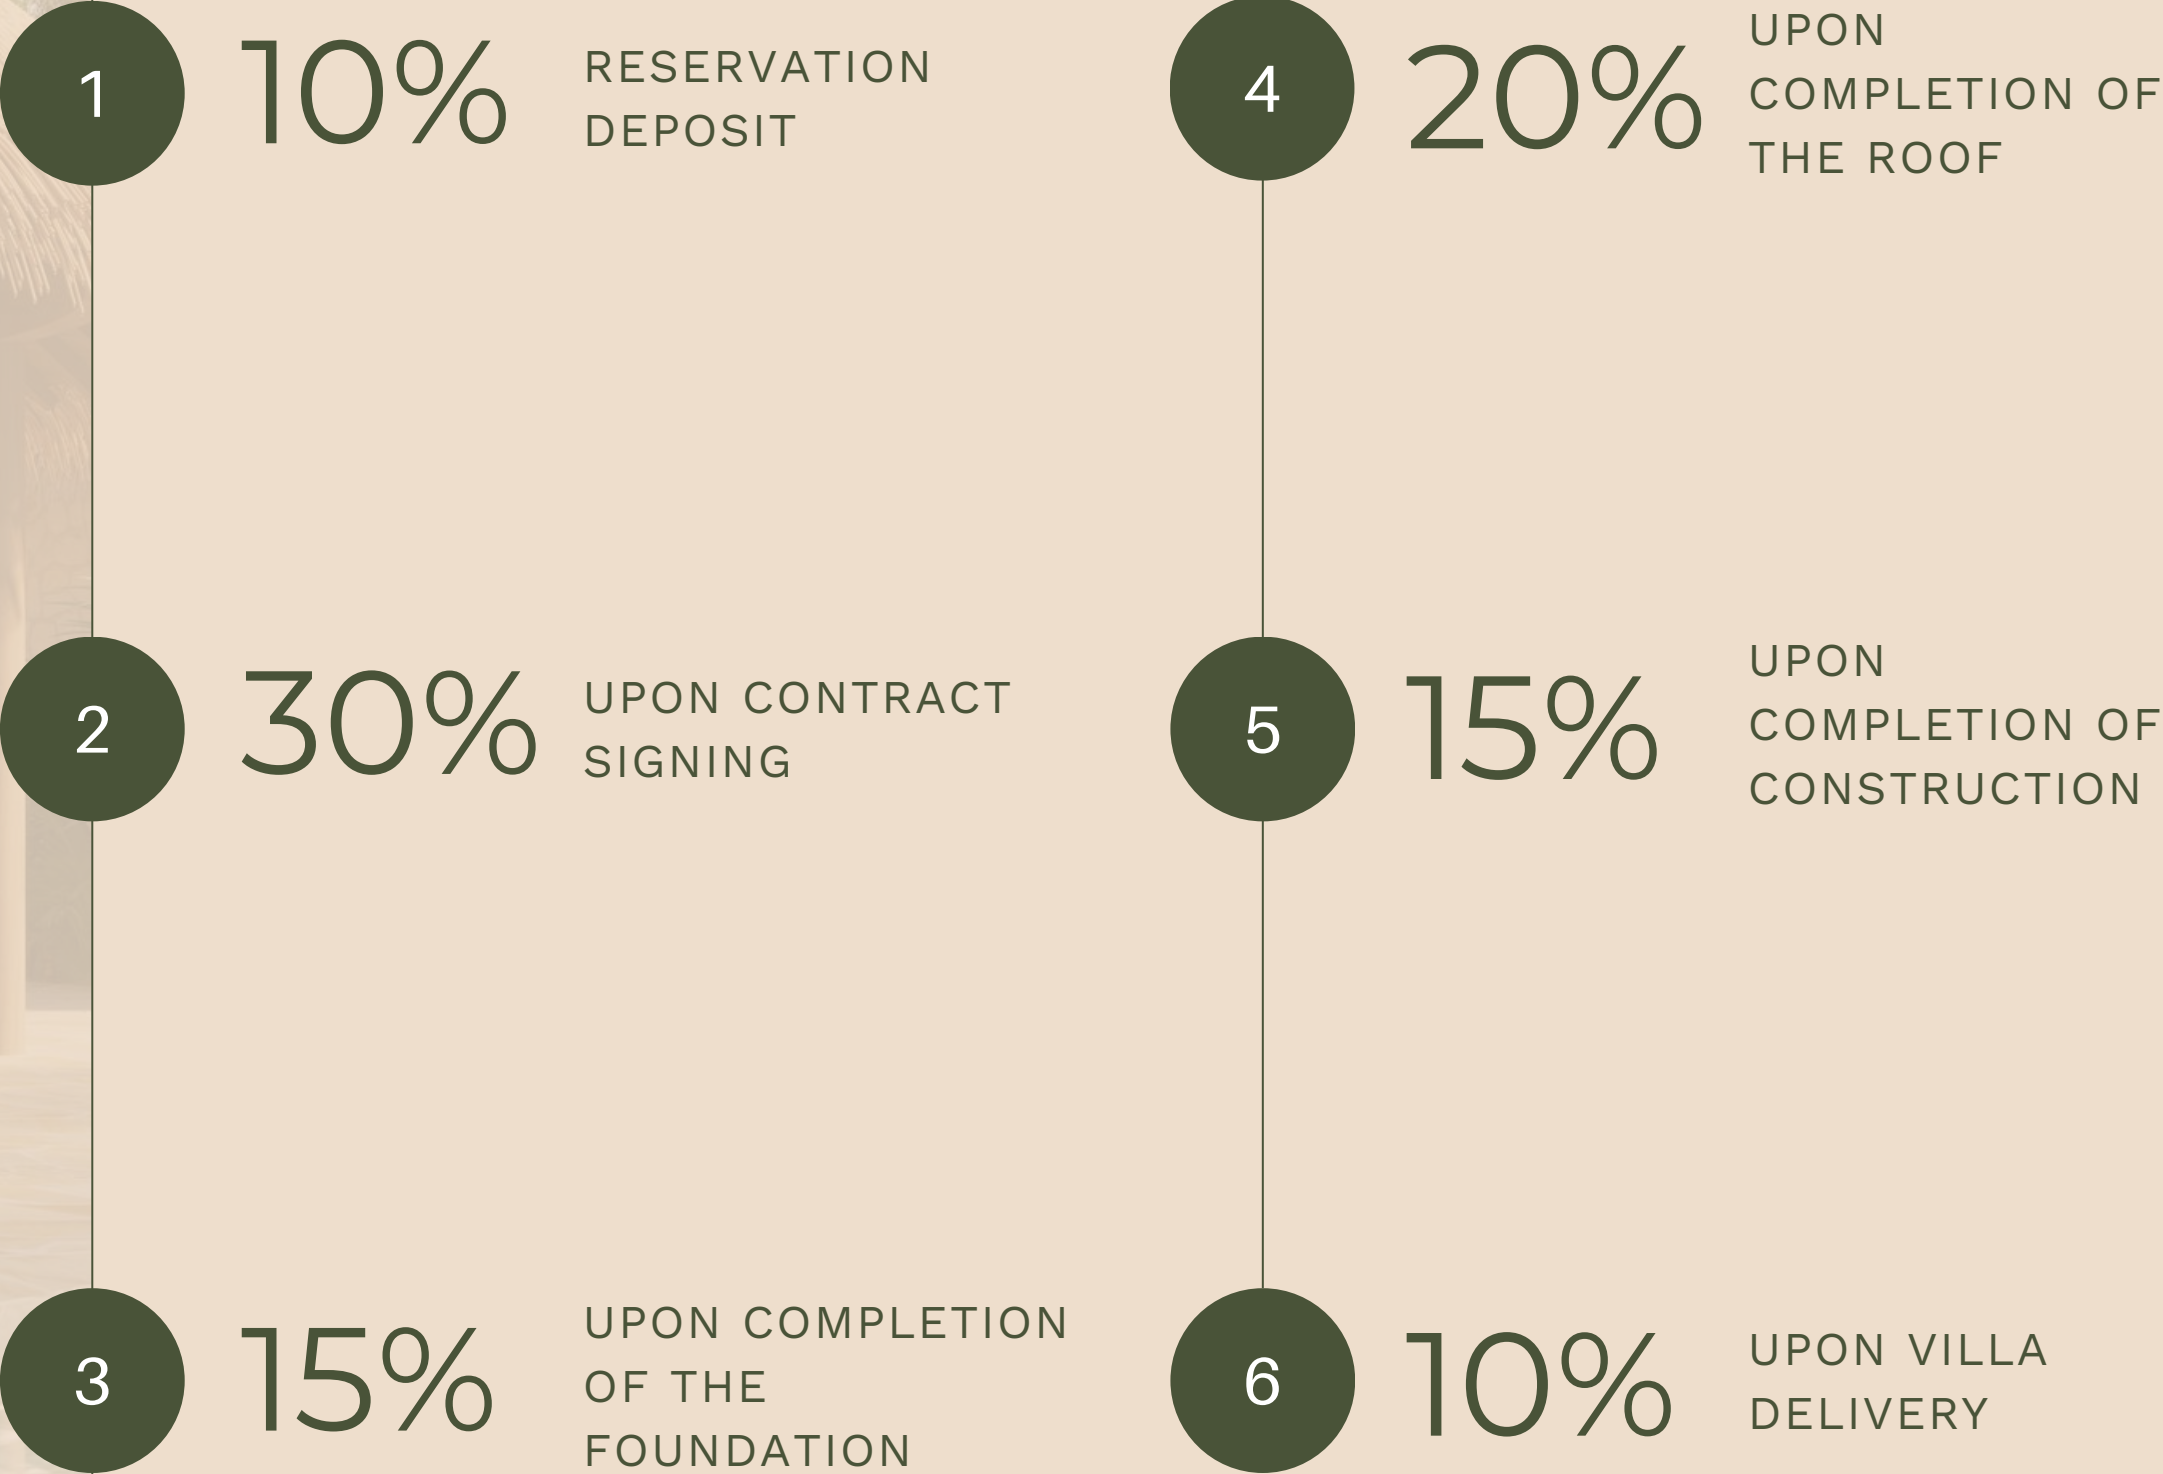 1
10%
RESERVATION
DEPOSIT
2
30%
UPON CONTRACT
SIGNING
3
15%
UPON COMPLETION
OF THE
FOUNDATION
4
20%
UPON
COMPLETION OF
THE ROOF
5
15%
UPON
COMPLETION OF
CONSTRUCTION
6
10%
UPON VILLA
DELIVERY